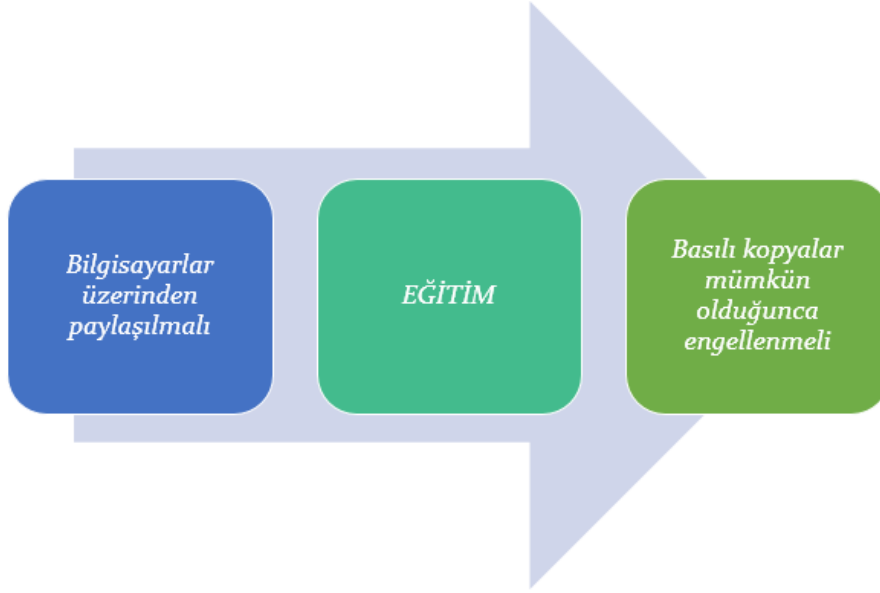 Bilgisayarlar
üzerinden
paylaşılmalı
EĞİTİM
Basılı kopyalar
mümkün
olduğunca
engellenmeli